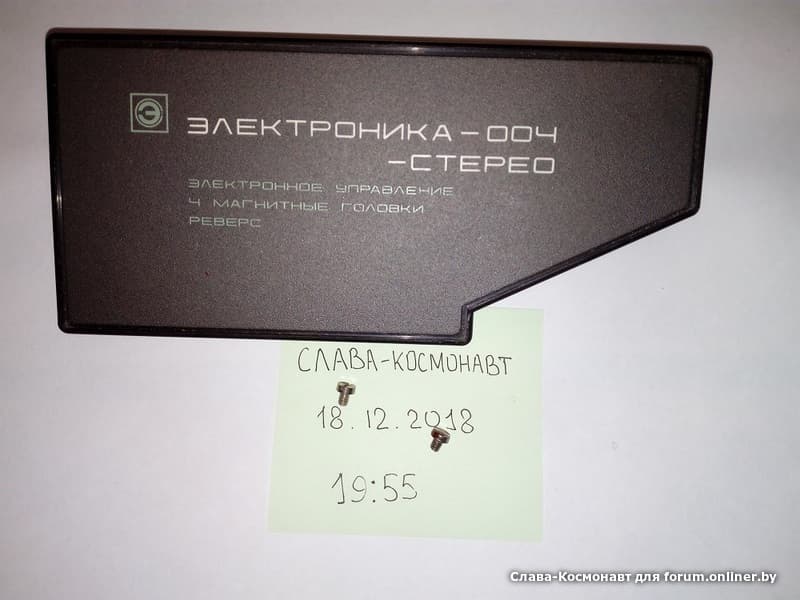 Э
ЭЛЕКТРОНИКА-004
-СТЕРЕО
ЭЛЕКТРОННОЕ УПРАВЛЕНИЕ
4 МАГНИТНЫЕ ГОЛОВКИ
РЕВЕРС
СЛАВА-КОСМОНАВТ
18.12.2018
19:55
Слава-Космонавт для forum.onliner.by